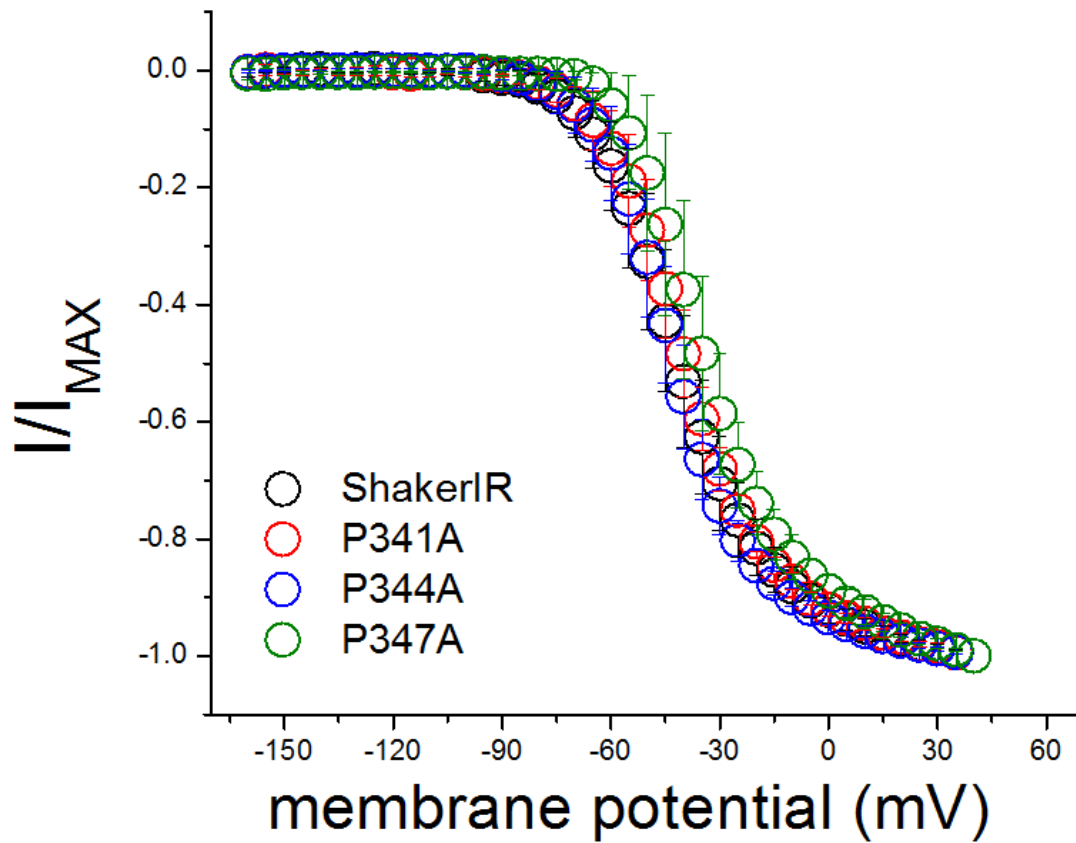 0.0
-0.2
-0.4
-0.6
-0.8
-1.0
I/I_MAX
ShakerIR
P341A
P344A
P347A
-150 -120 -90 -60 -30 0 30 60
membrane potential (mV)